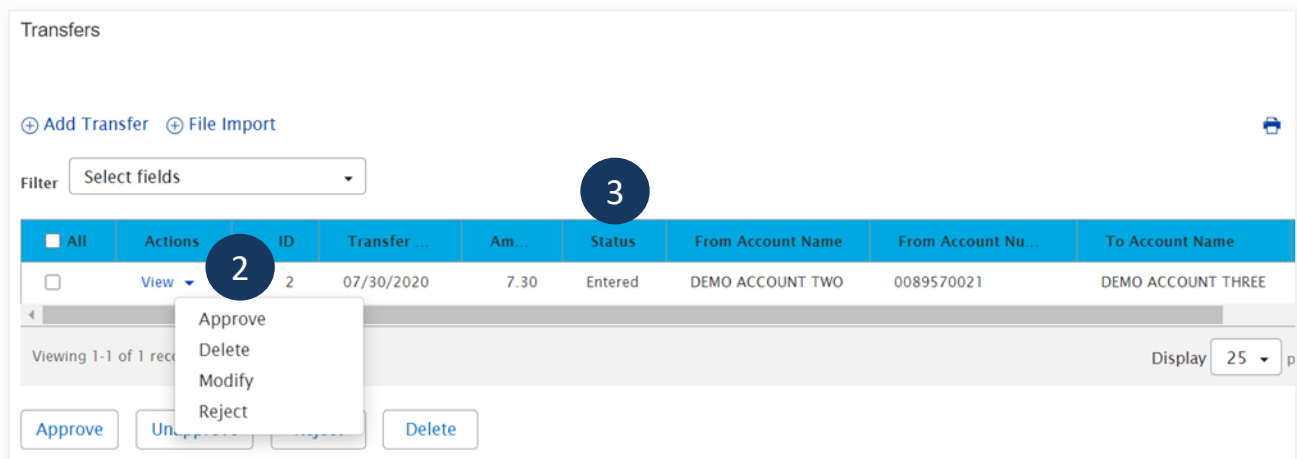 Transfers
Add Transfer File Import
Filter Select fields
3
All Actions ID Transfer ... Am... Status From Account Name From Account Nu... To Account Name
2
View 2 07/30/2020 7.30 Entered DEMO ACCOUNT TWO 0089570021 DEMO ACCOUNT THREE
Approve
Viewing 1-1 of 1 Delete Display 25
Modify
Reject
Approve Delete